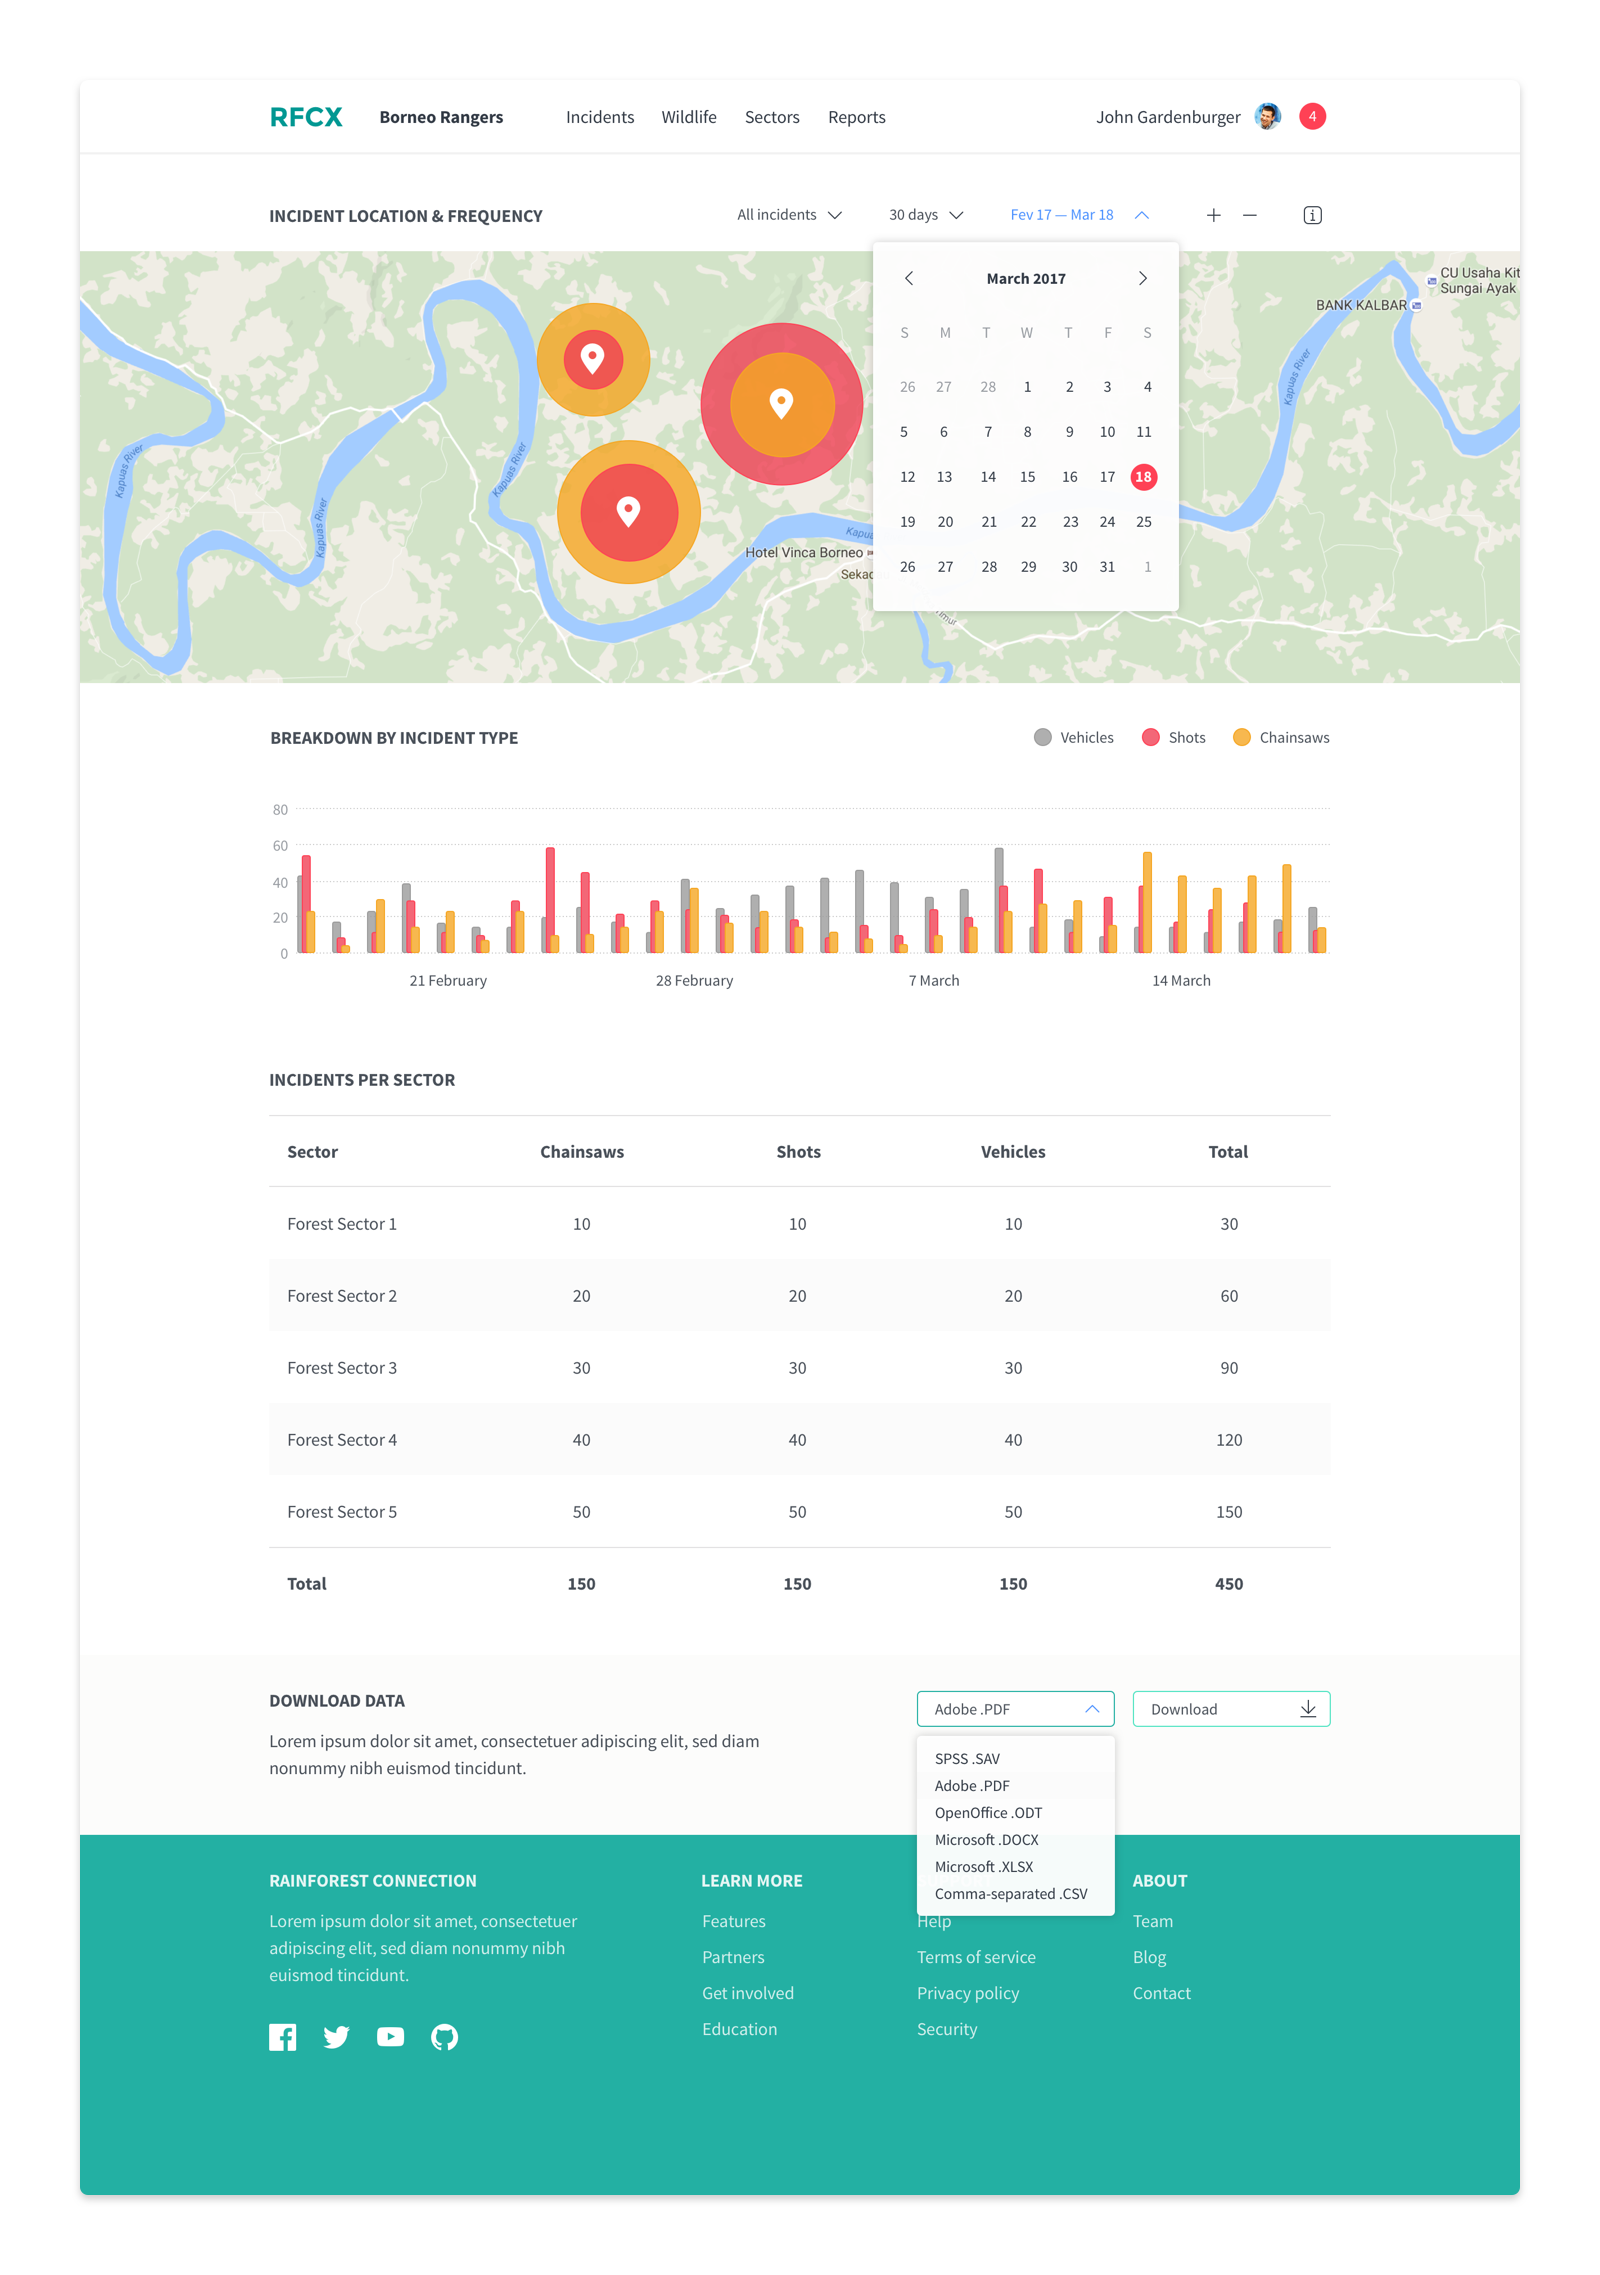 RFCX Borneo Rangers Incidents Wildlife Sectors Reports John Gardenburger 4
INCIDENT LOCATION & FREQUENCY All incidents 30 days Fev 17 — Mar 18
March 2017
S M T W T F S
26 27 28 1 2 3 4
5 6 7 8 9 10 11
12 13 14 15 16 17 18
19 20 21 22 23 24 25
26 27 28 29 30 31 1
CU Usaha Kit
Sungai Ayak
BANK KALBAR
Kapuas River
Kapuas River
Kapuas River
Kapuas River
Kapua
Hotel Vinca Borneo
Sekad
Timur
BREAKDOWN BY INCIDENT TYPE Vehicles Shots Chainsaws
80
60
40
20
0
21 February 28 February 7 March 14 March
INCIDENTS PER SECTOR
Sector Chainsaws Shots Vehicles Total
Forest Sector 1 10 10 10 30
Forest Sector 2 20 20 20 60
Forest Sector 3 30 30 30 90
Forest Sector 4 40 40 40 120
Forest Sector 5 50 50 50 150
Total 150 150 150 450
DOWNLOAD DATA
Lorem ipsum dolor sit amet, consectetuer adipiscing elit, sed diam
nonummy nibh euismod tincidunt.
Adobe .PDF Download
SPSS .SAV
Adobe .PDF
OpenOffice .ODT
Microsoft .DOCX
Microsoft .XLSX
Comma-separated .CSV
RAINFOREST CONNECTION
Lorem ipsum dolor sit amet, consectetuer
adipiscing elit, sed diam nonummy nibh
euismod tincidunt.
LEARN MORE
Features
Partners
Get involved
Education
SUPPORT
Help
Terms of service
Privacy policy
Security
ABOUT
Team
Blog
Contact